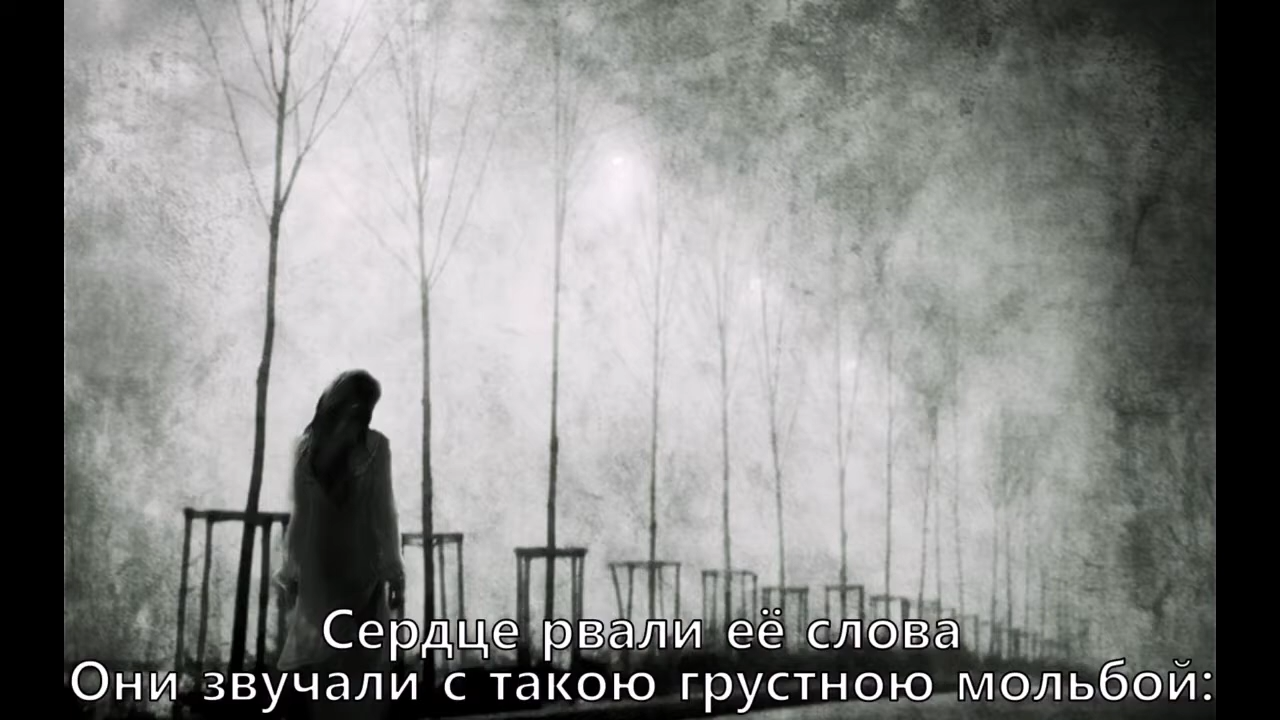 Сердце рвали её слова
Они звучали с такою грустною мольбой: